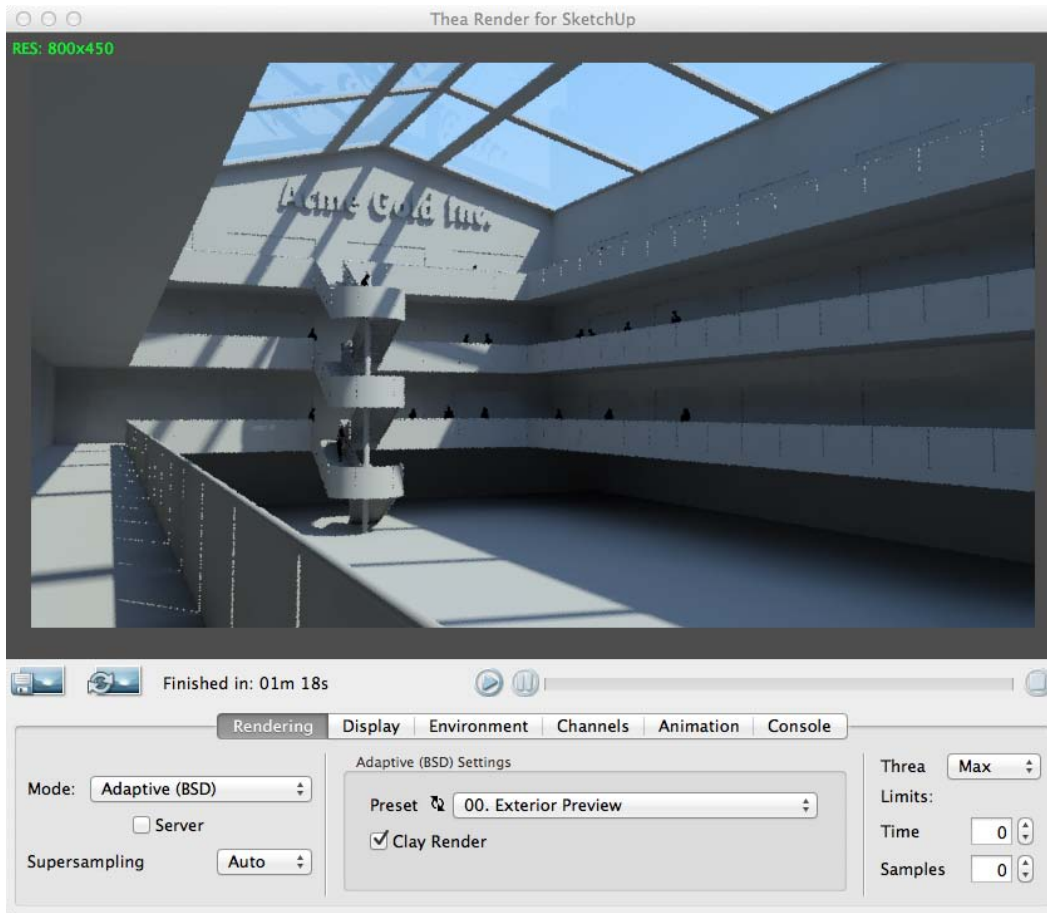 Thea Render for SketchUp
RES: 800x450
Acme Gold Inc.
Finished in: 01m 18s
Rendering Display Environment Channels Animation Console
Adaptive (BSD) Settings
Mode: Adaptive (BSD)
Server
Supersampling Auto
Preset 00. Exterior Preview
Clay Render
Threa Max
Limits:
Time 0
Samples 0